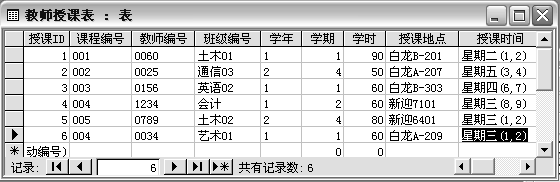 教师授课表 : 表
授课ID 课程编号 教师编号 班级编号 学年 学期 学时 授课地点 授课时间
1 001 0060 土木01 1 1 90 白龙B-201 星期二(1,2)
2 002 0025 通信03 2 4 50 白龙A-207 星期五(3,4)
3 003 0156 英语02 1 1 60 白龙B-303 星期四(6,7)
4 004 1234 会计 1 2 60 新迎7101 星期三(8,9)
5 005 0789 土木02 2 4 80 新迎6401 星期三(1,2)
6 004 0034 艺术01 1 1 60 白龙A-209 星期三(1,2)
动编号) 0 0
记录: 6 共有记录数: 6